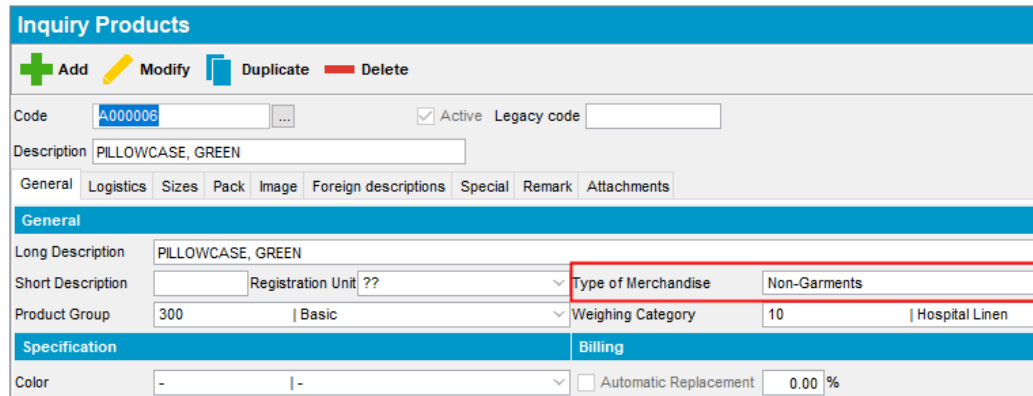 Inquiry Products
Add Modify Duplicate Delete
Code A000006 ... Active Legacy code
Description PILLOWCASE, GREEN
General Logistics Sizes Pack Image Foreign descriptions Special Remark Attachments
General
Long Description PILLOWCASE, GREEN
Short Description Registration Unit ?? Type of Merchandise Non-Garments
Product Group 300 | Basic Weighing Category 10 | Hospital Linen
Specification Billing
Color - | - Automatic Replacement 0.00 %